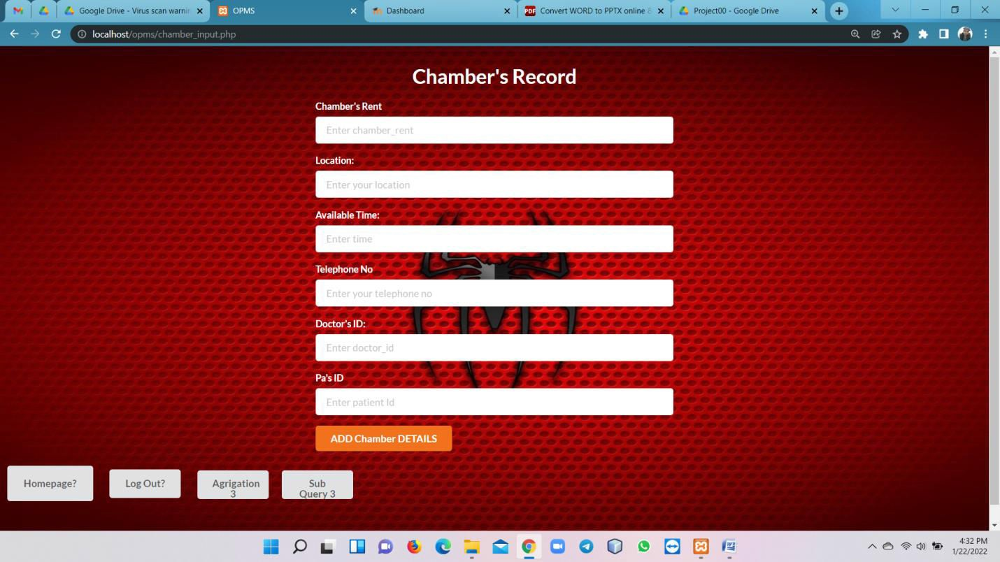 Google Drive - Virus scan warnin
OPMS
Dashboard
PDF
Convert WORD to PPTX online &
Project00 - Google Drive
localhost/opms/chamber_input.php
Chamber's Record
Chamber's Rent
Enter chamber_rent
Location:
Enter your location
Available Time:
Enter time
Telephone No
Enter your telephone no
Doctor's ID:
Enter doctor_id
Pa's ID
Enter patient Id
ADD Chamber DETAILS
Homepage?
Log Out?
Agrigation
3
Sub
Query 3
4:32 PM
1/22/2022